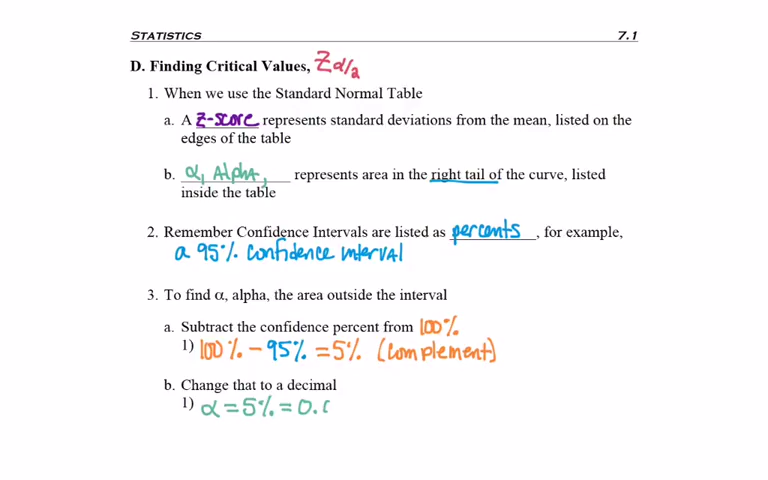 STATISTICS 7.1
D. Finding Critical Values, Zα/2
1. When we use the Standard Normal Table
a. A z-score represents standard deviations from the mean, listed on the
edges of the table
b. α, Alpha, represents area in the right tail of the curve, listed
inside the table
2. Remember Confidence Intervals are listed as percents, for example,
a 95% confidence interval
3. To find α, alpha, the area outside the interval
a. Subtract the confidence percent from 100%
1) 100% - 95% = 5% (complement)
b. Change that to a decimal
1) α = 5% = 0.